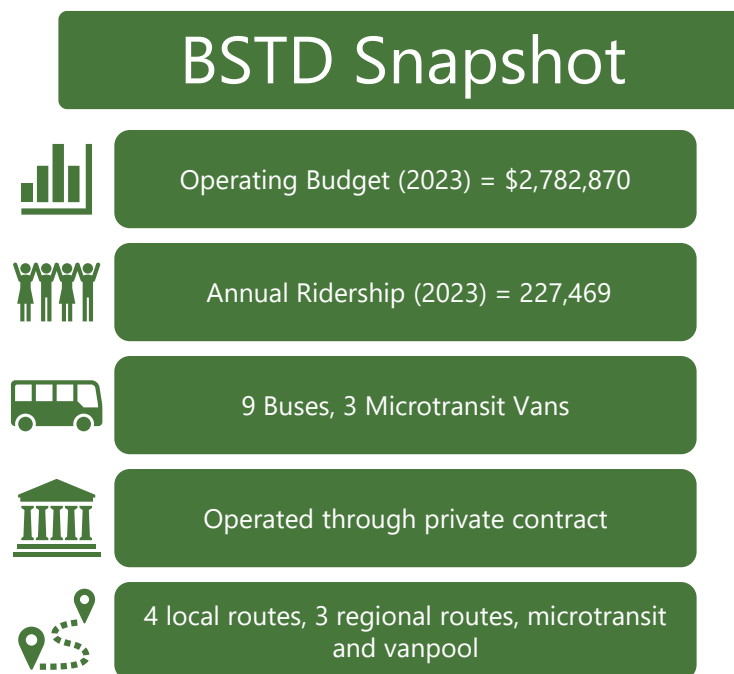 BSTD Snapshot
Operating Budget (2023) = $2,782,870
Annual Ridership (2023) = 227,469
9 Buses, 3 Microtransit Vans
Operated through private contract
4 local routes, 3 regional routes, microtransit
and vanpool